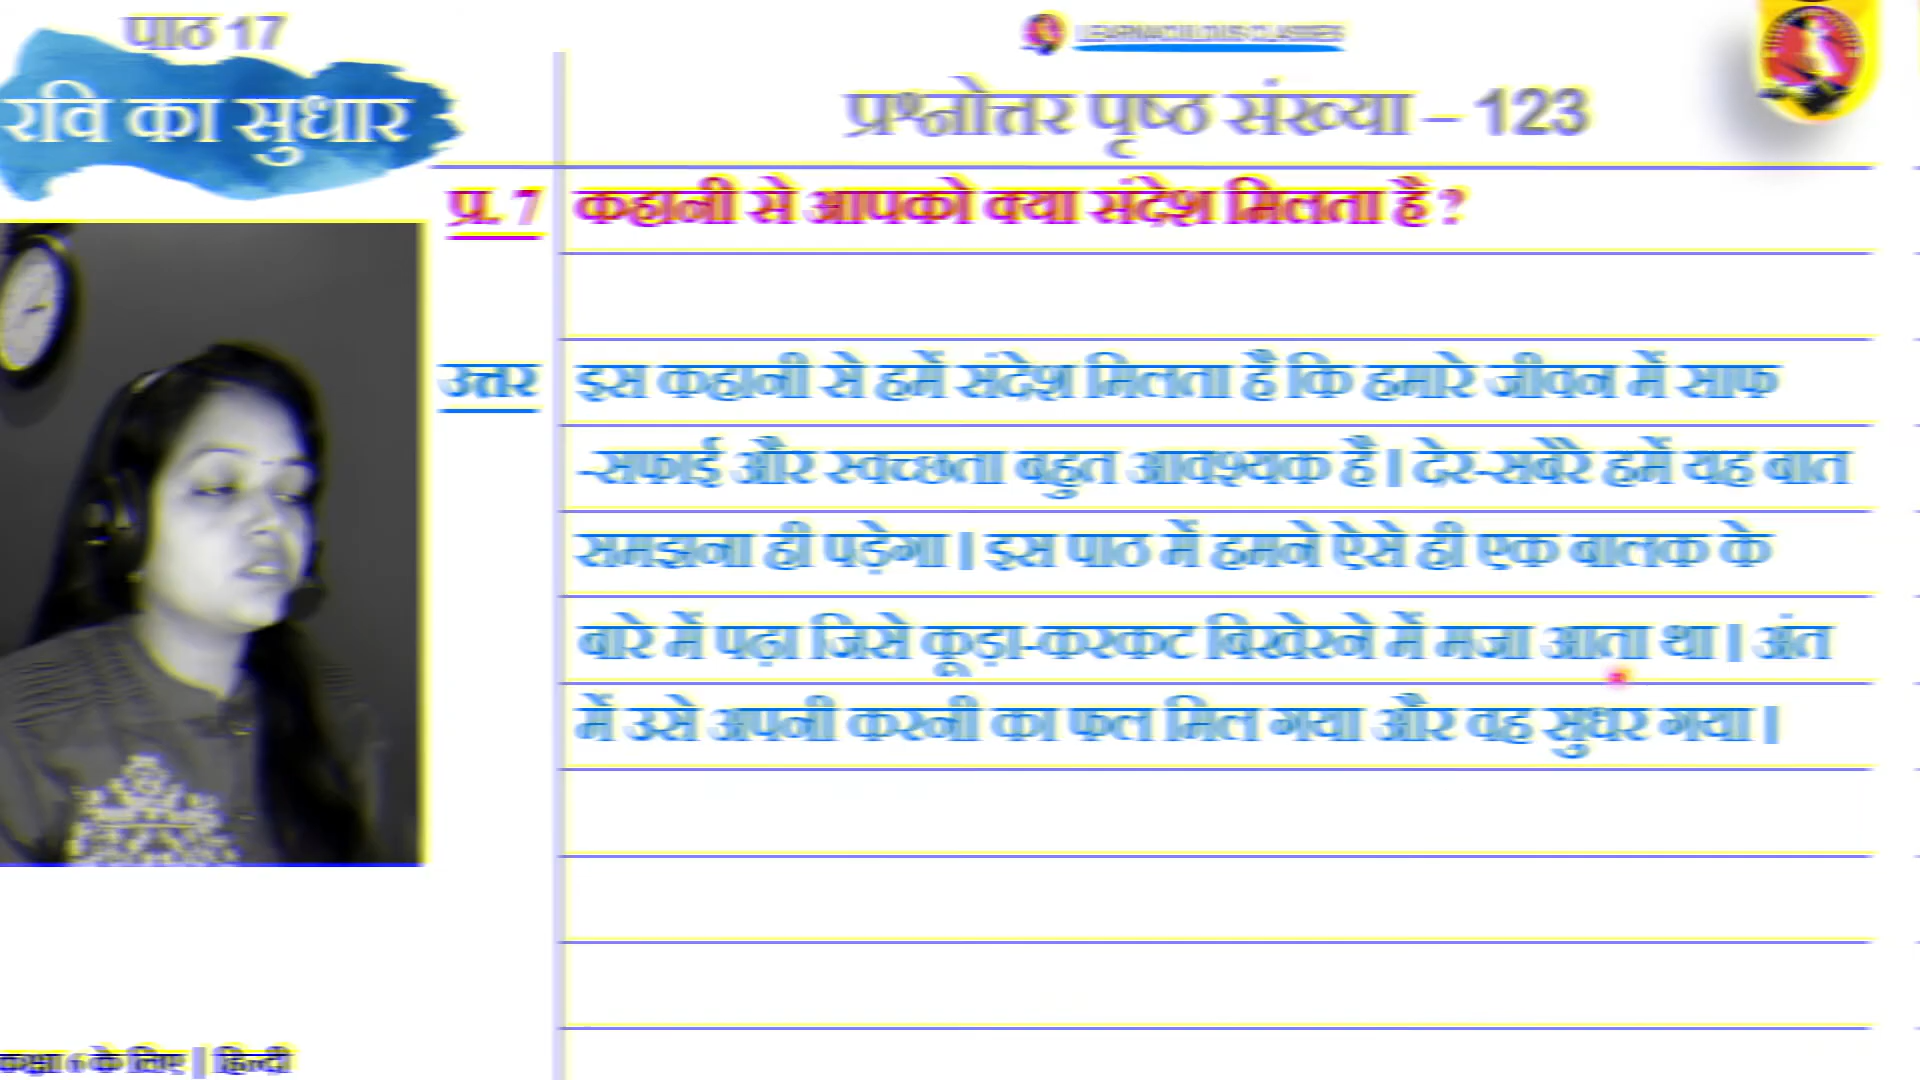 पाठ 17
रवि का सुधार
LEARNACULOUS CLASSES
प्रश्नोत्तर पृष्ठ संख्या – 123
प्र. 7 कहानी से आपको क्या संदेश मिलता है ?
उत्तर इस कहानी से हमें संदेश मिलता है कि हमारे जीवन में साफ
-सफाई और स्वच्छता बहुत आवश्यक है । देर-सबेरे हमें यह बात
समझना ही पड़ेगा । इस पाठ में हमने ऐसे ही एक बालक के
बारे में पढ़ा जिसे कूड़ा-करकट बिखेरने में मजा आता था । अंत
में उसे अपनी करनी का फल मिल गया और वह सुधर गया ।
कक्षा 6 के लिए | हिन्दी